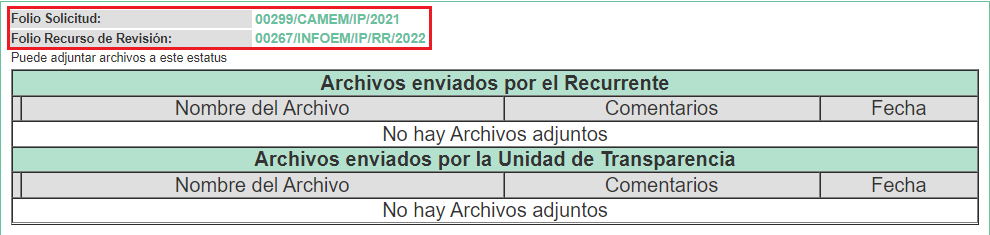 Folio Solicitud: 00299/CAMEM/IP/2021
Folio Recurso de Revisión: 00267/INFOEM/IP/RR/2022
Puede adjuntar archivos a este estatus
Archivos enviados por el Recurrente
Nombre del Archivo Comentarios Fecha
No hay Archivos adjuntos
Archivos enviados por la Unidad de Transparencia
Nombre del Archivo Comentarios Fecha
No hay Archivos adjuntos